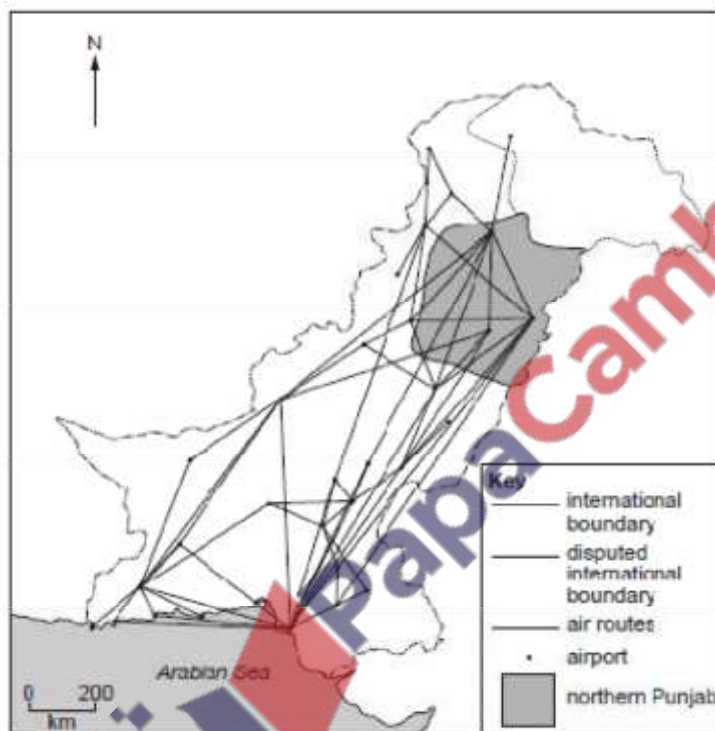 N
Arabian Sea
0 200
km
Key
international
boundary
disputed
international
boundary
air routes
airport
northern Punjab
PapaCamb